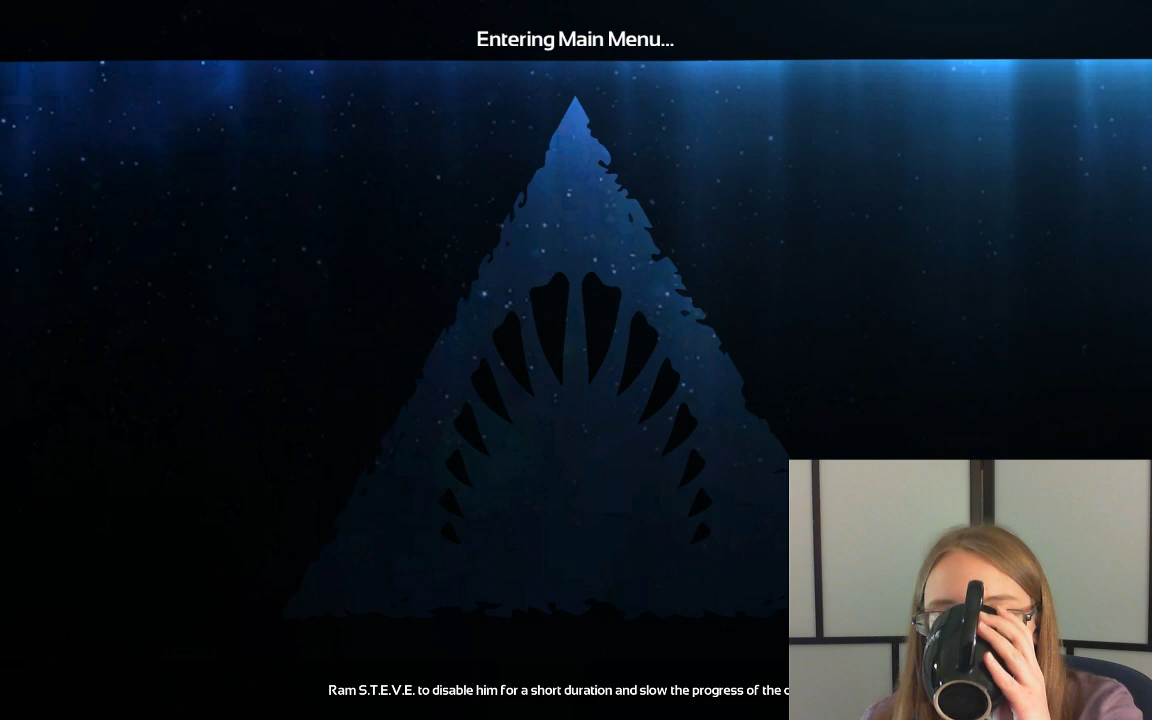 Entering Main Menu...
Ram S.T.E.V.E. to disable him for a short duration and slow the progress of the